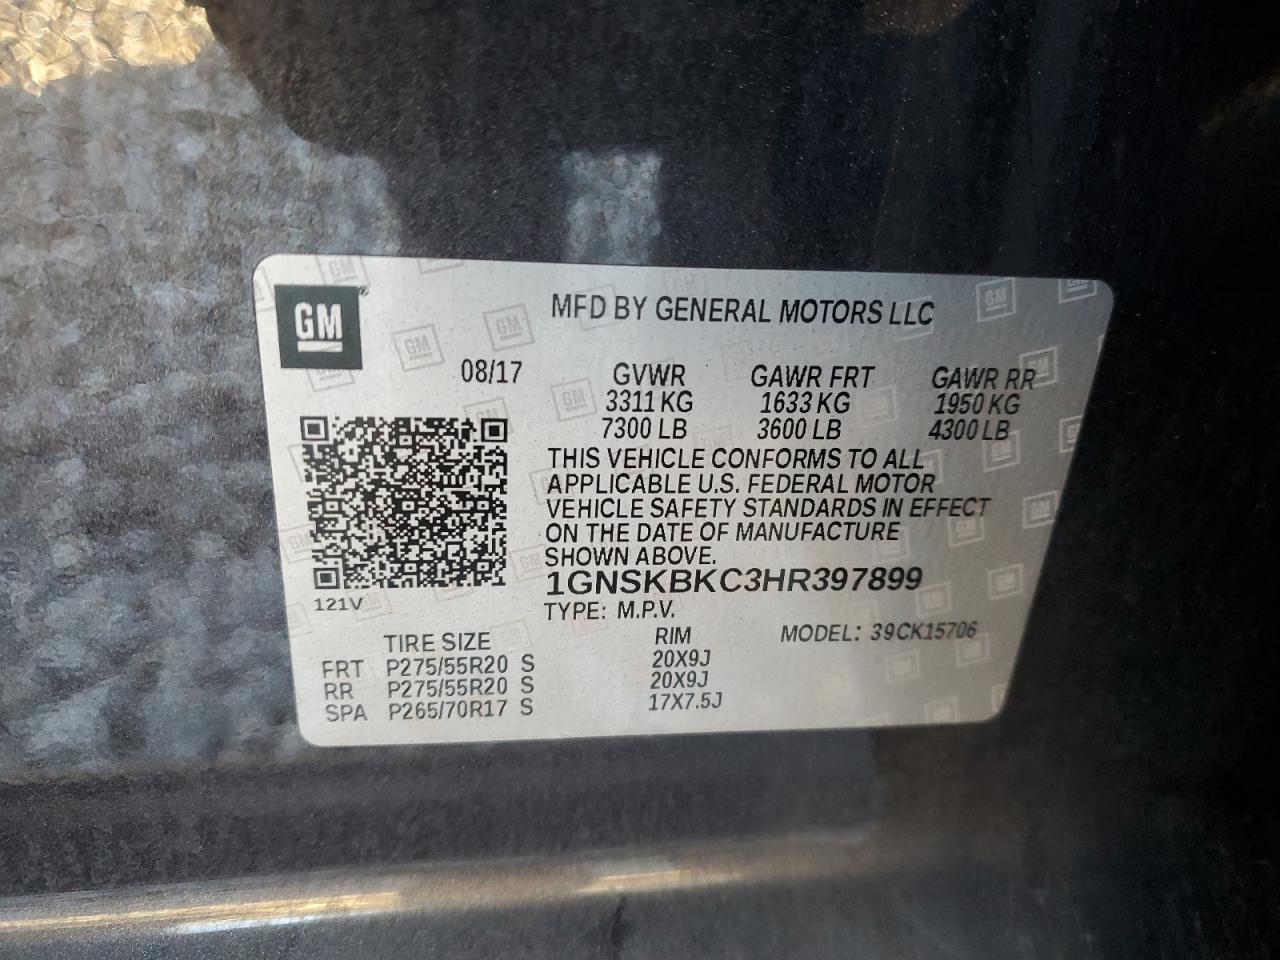 GM
MFD BY GENERAL MOTORS LLC
08/17 GVWR GAWR FRT GAWR RR
3311 KG 1633 KG 1950 KG
7300 LB 3600 LB 4300 LB
THIS VEHICLE CONFORMS TO ALL
APPLICABLE U.S. FEDERAL MOTOR
VEHICLE SAFETY STANDARDS IN EFFECT
ON THE DATE OF MANUFACTURE
SHOWN ABOVE.
1GNSKBKC3HR397899
121V
TYPE: M.P.V.
TIRE SIZE RIM MODEL: 39CK15706
FRT P275/55R20 S 20X9J
RR P275/55R20 S 20X9J
SPA P265/70R17 S 17X7.5J